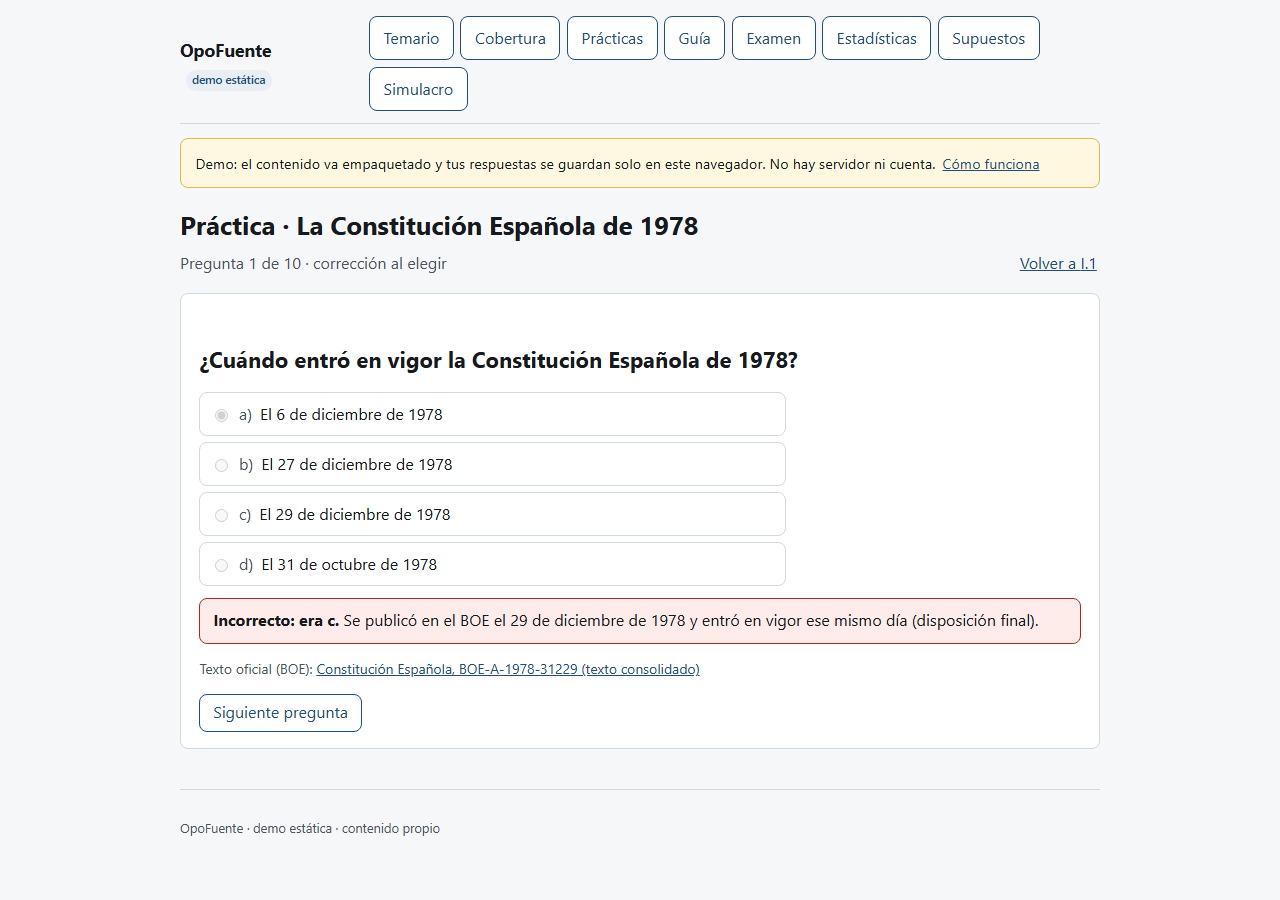 OpoFuente
demo estática
Temario
Cobertura
Prácticas
Guía
Examen
Estadísticas
Supuestos
Simulacro
Demo: el contenido va empaquetado y tus respuestas se guardan solo en este navegador. No hay servidor ni cuenta. Cómo funciona
Práctica · La Constitución Española de 1978
Pregunta 1 de 10 · corrección al elegir
Volver a I.1
¿Cuándo entró en vigor la Constitución Española de 1978?
a) El 6 de diciembre de 1978
b) El 27 de diciembre de 1978
c) El 29 de diciembre de 1978
d) El 31 de octubre de 1978
Incorrecto: era c. Se publicó en el BOE el 29 de diciembre de 1978 y entró en vigor ese mismo día (disposición final).
Texto oficial (BOE): Constitución Española, BOE-A-1978-31229 (texto consolidado)
Siguiente pregunta
OpoFuente · demo estática · contenido propio